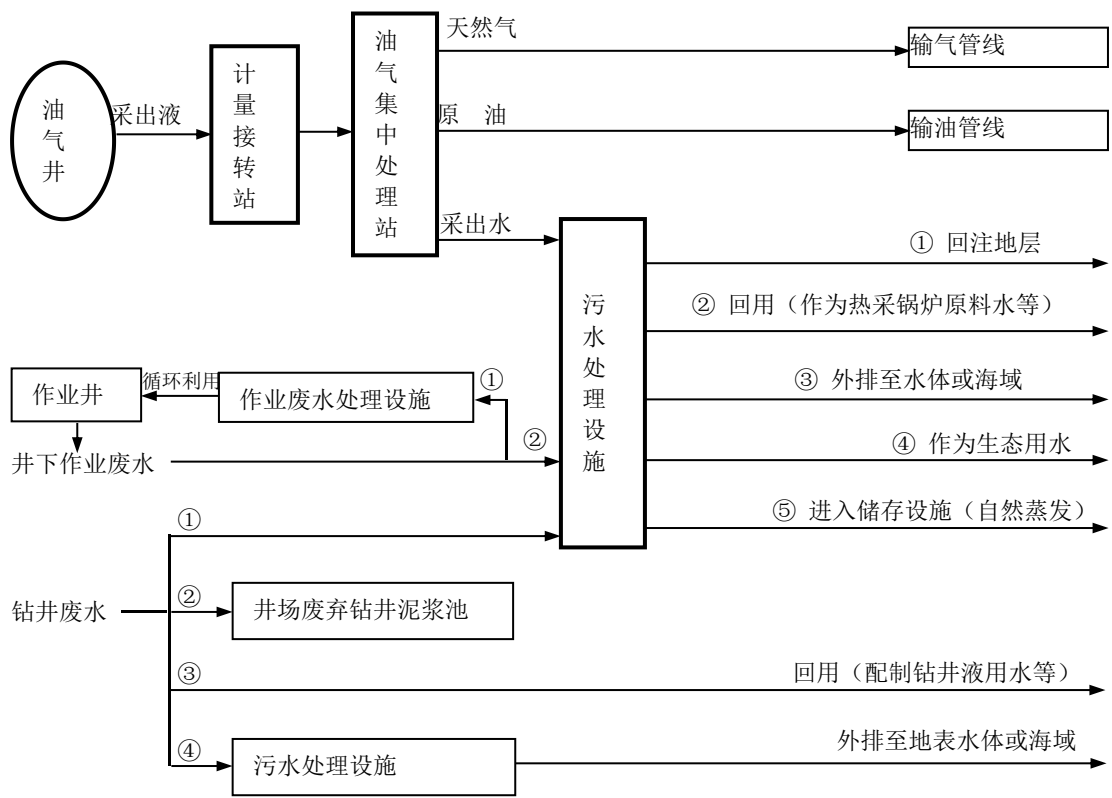 天然气
输气管线
油气井
采出液
计量接转站
油气集中处理站
原 油
输油管线
采出水
污水处理设施
① 回注地层
② 回用（作为热采锅炉原料水等）
③ 外排至水体或海域
④ 作为生态用水
⑤ 进入储存设施（自然蒸发）
作业井
循环利用
作业废水处理设施
①
②
井下作业废水
钻井废水
①
②
井场废弃钻井泥浆池
③
回用（配制钻井液用水等）
④
污水处理设施
外排至地表水体或海域